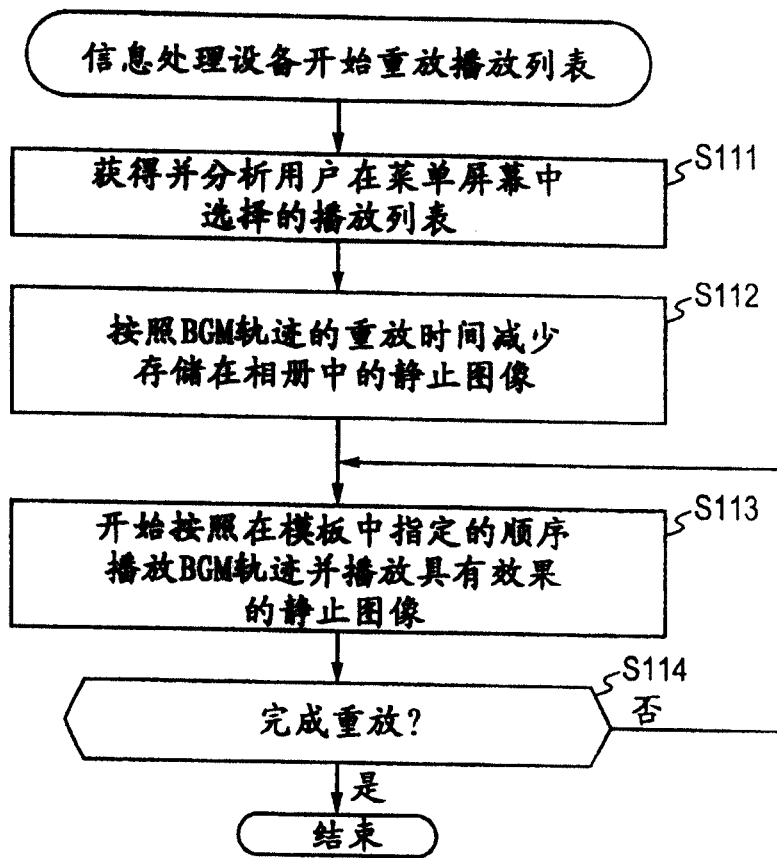 信息处理设备开始重放播放列表
S111
获得并分析用户在菜单屏幕中
选择的播放列表
S112
按照BGM轨迹的重放时间减少
存储在相册中的静止图像
S113
开始按照在模板中指定的顺序
播放BGM轨迹并播放具有效果
的静止图像
S114
完成重放?
否
是
结束